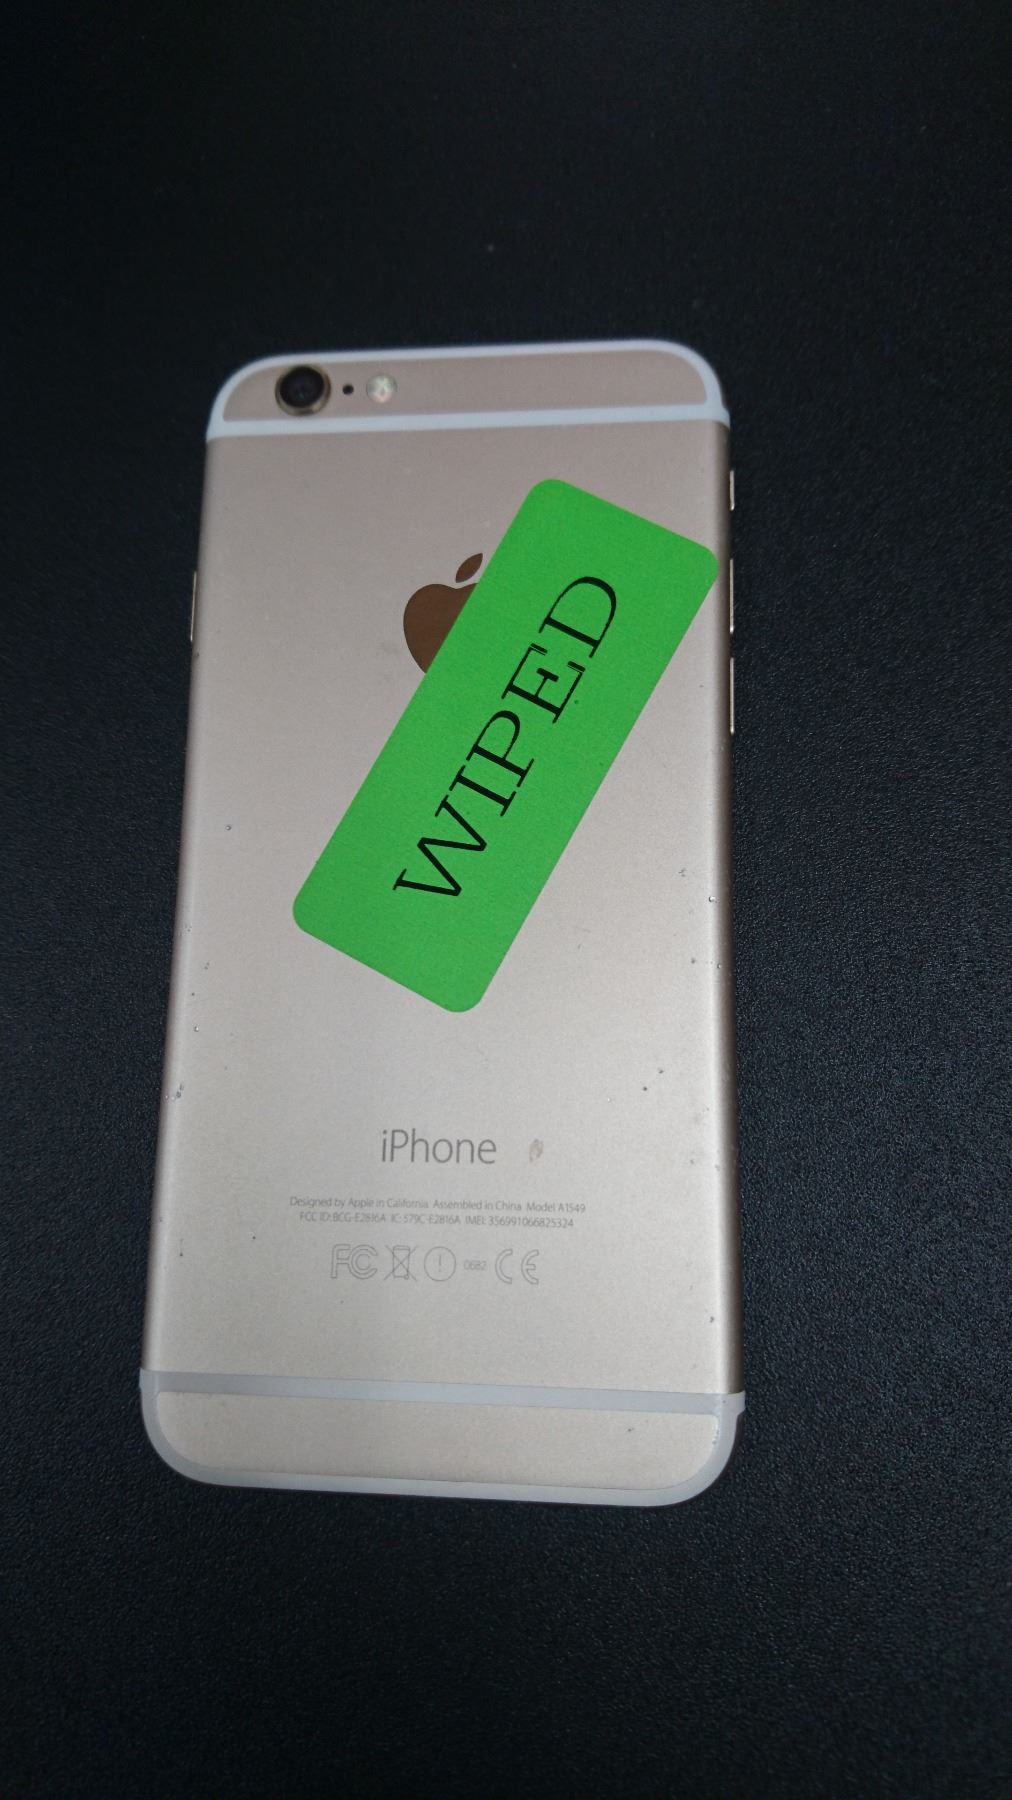 WIPED
iPhone
Designed by Apple in California Assembled in China Model A1549
FCC ID:BCG-E2816A IC: 579C-E2816A IMEI: 356991066825324
FC 0682 CE